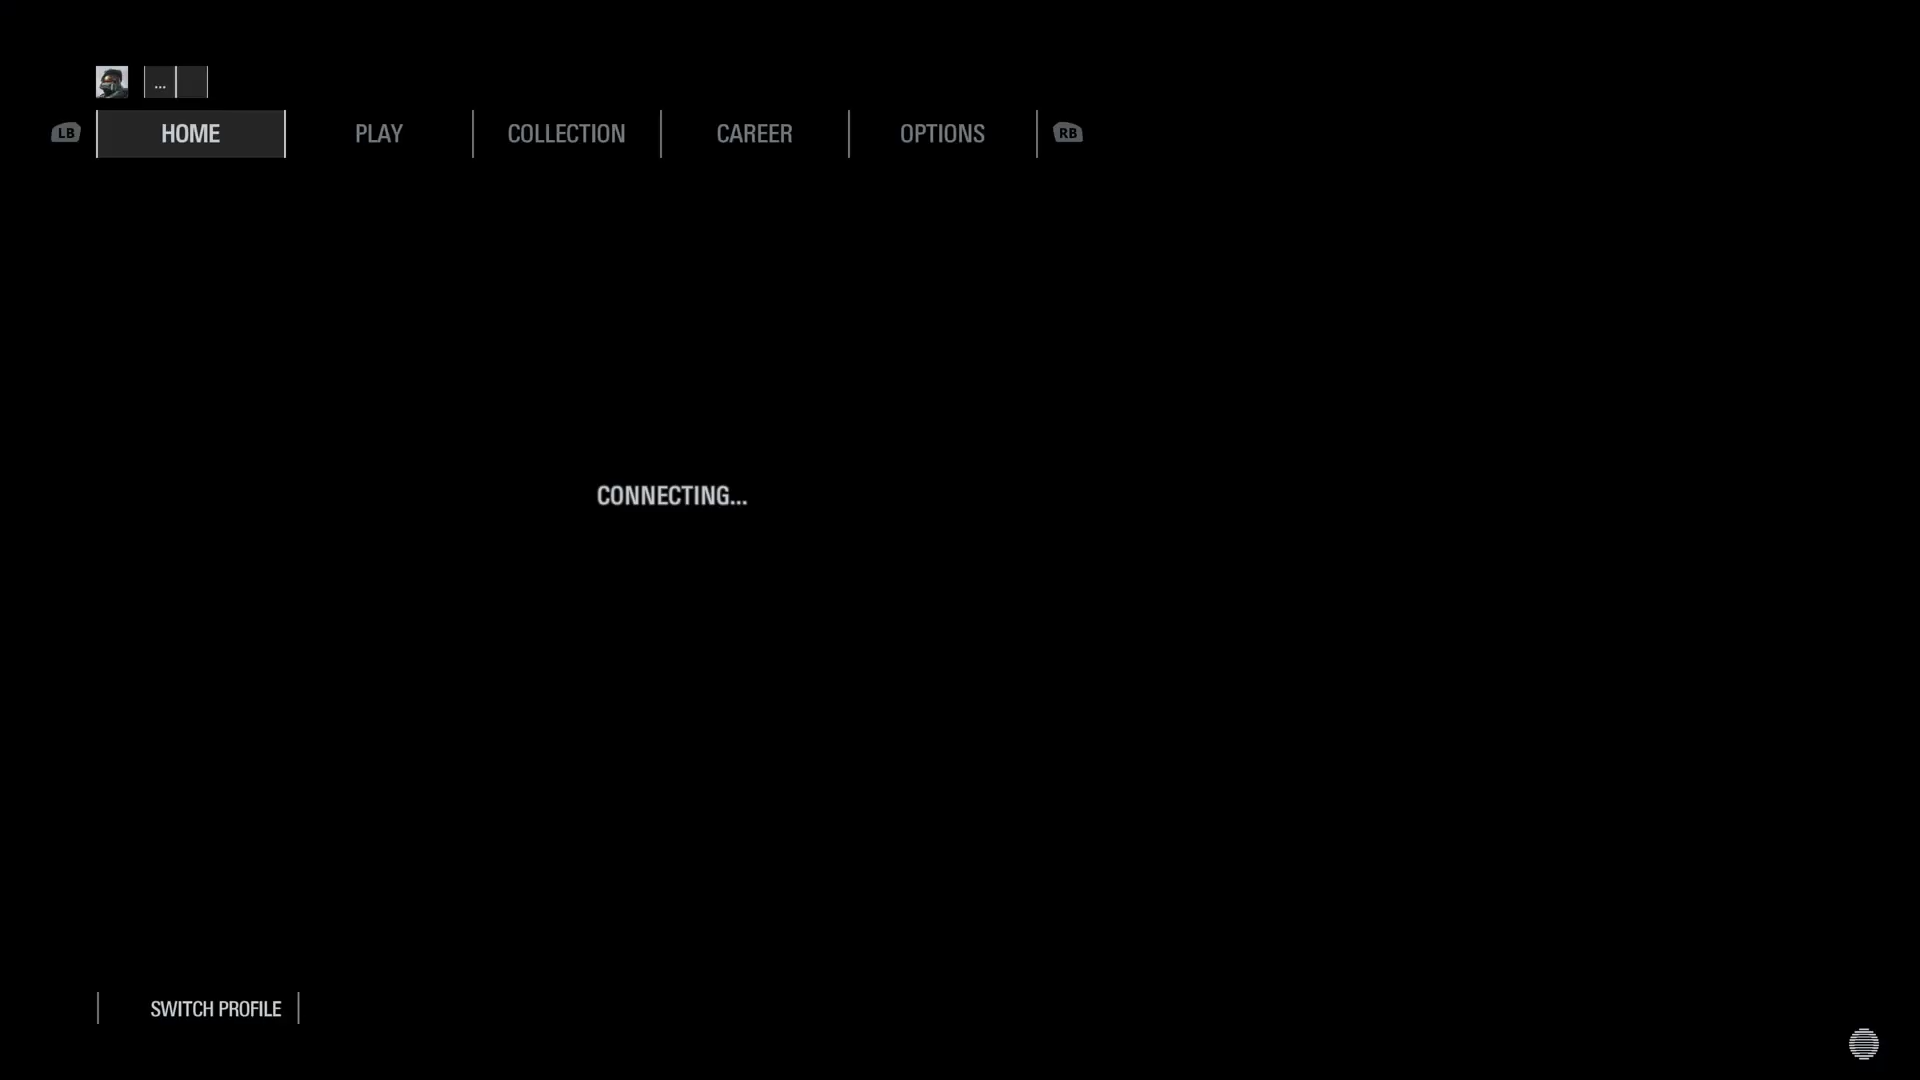 ...
LB HOME PLAY COLLECTION CAREER OPTIONS RB
CONNECTING...
SWITCH PROFILE